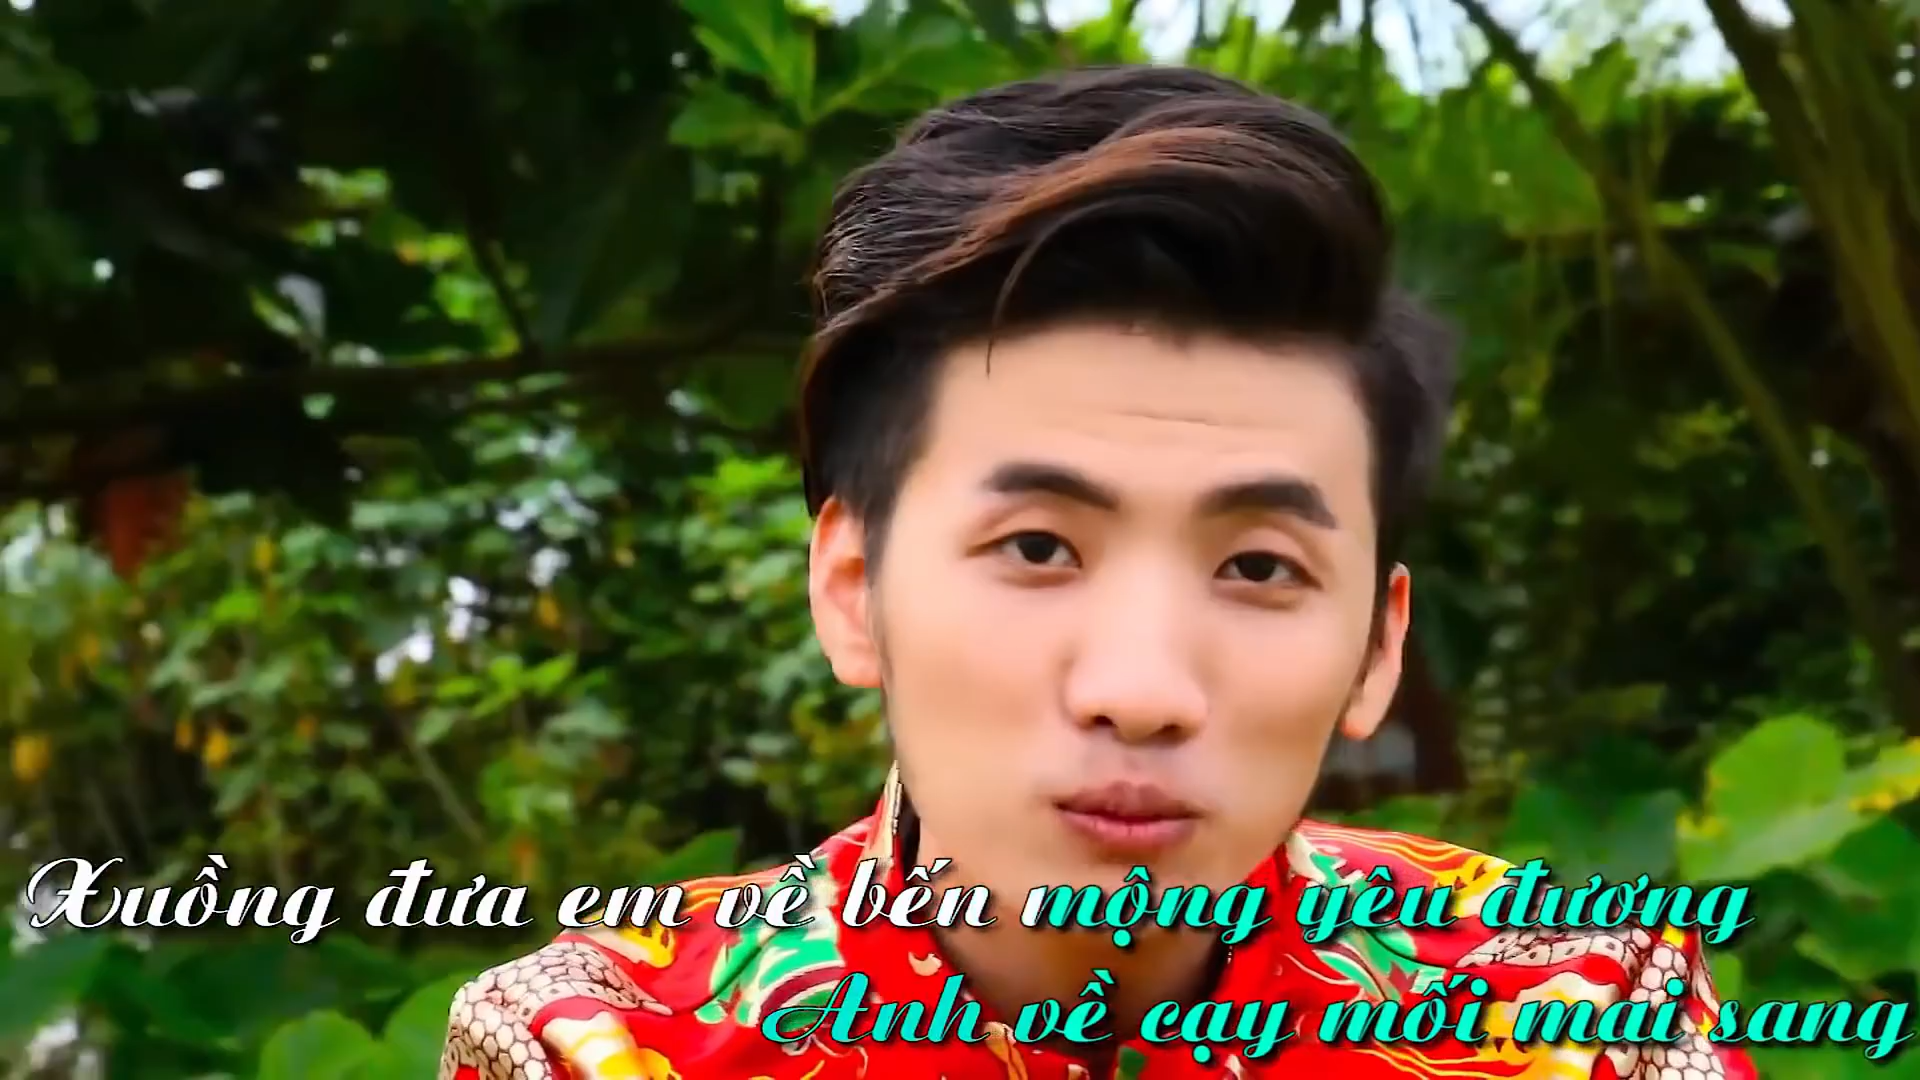 Xuồng đưa em về bến mộng yêu đương
Anh về cạy mối mai sang